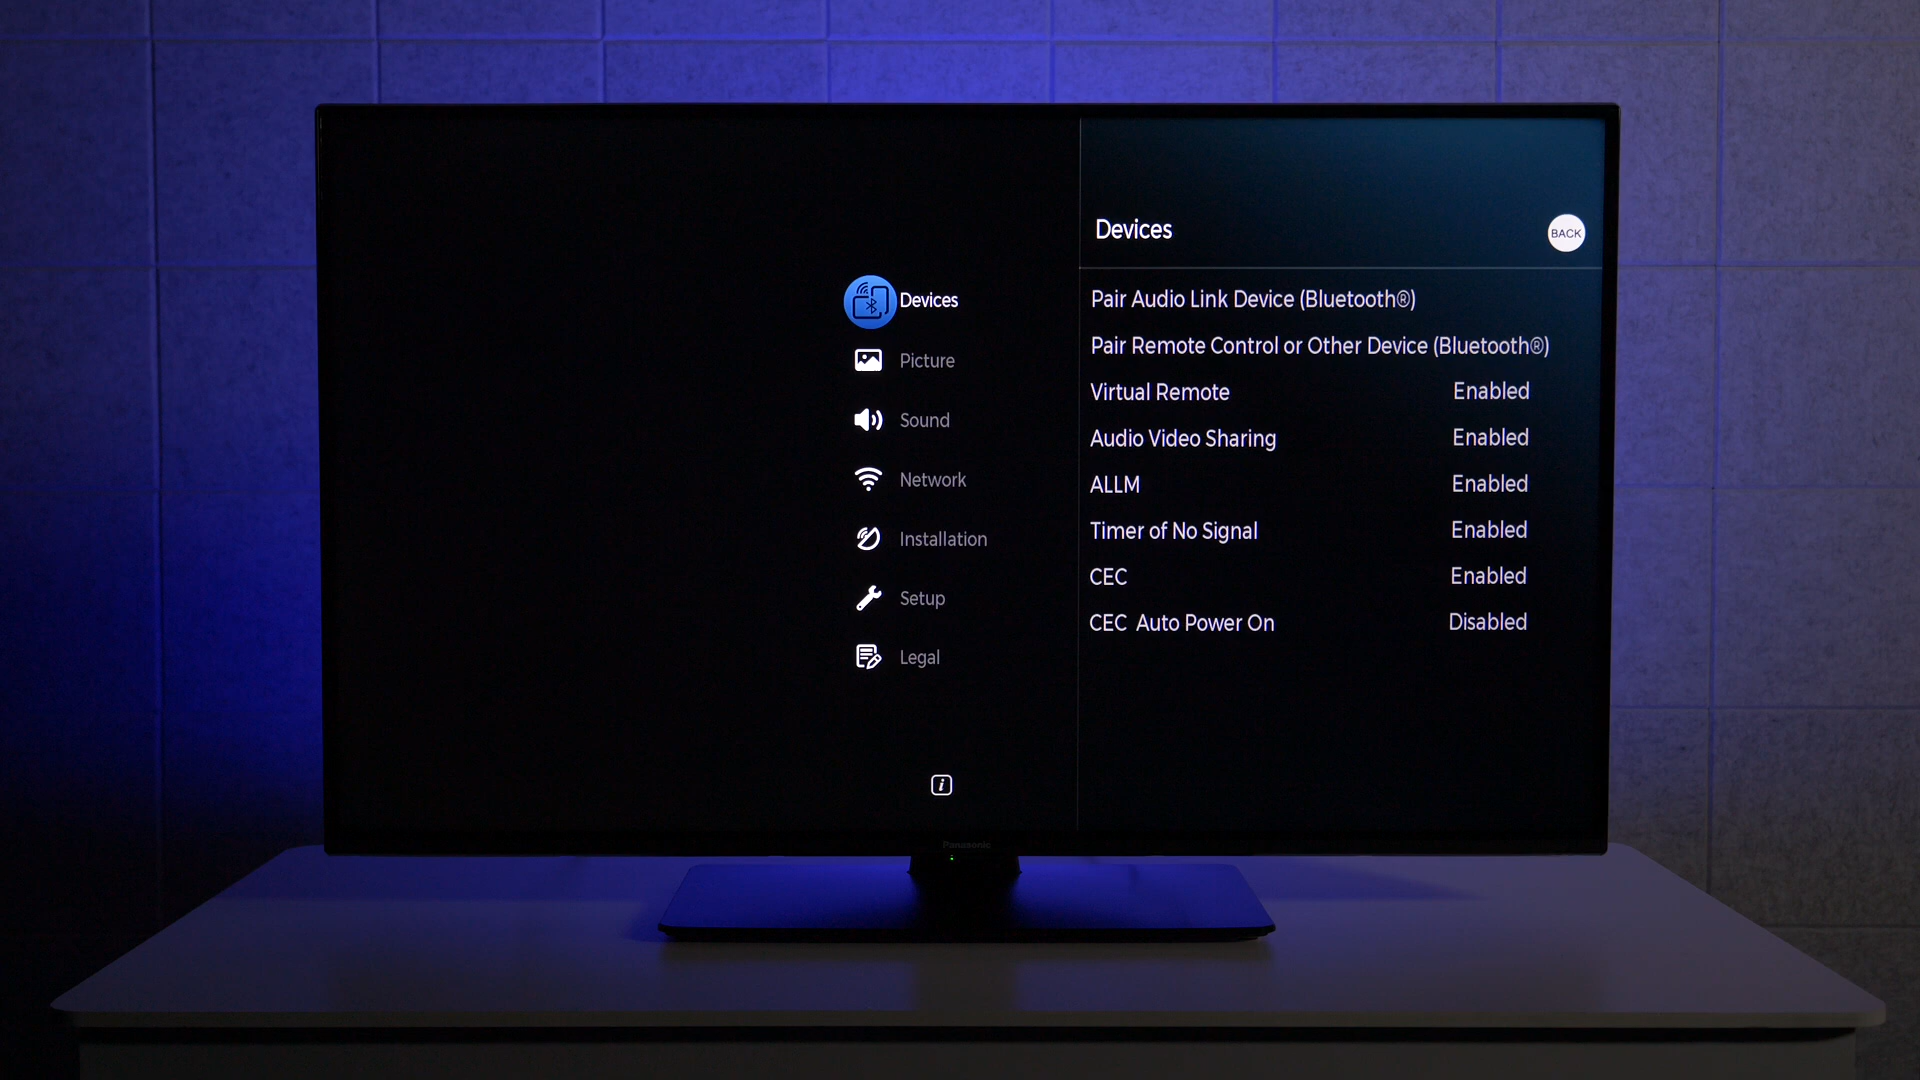 Devices
BACK
Devices
Picture
Sound
Network
Installation
Setup
Legal
i
Pair Audio Link Device (Bluetooth®)
Pair Remote Control or Other Device (Bluetooth®)
Virtual Remote Enabled
Audio Video Sharing Enabled
ALLM Enabled
Timer of No Signal Enabled
CEC Enabled
CEC Auto Power On Disabled
Panasonic